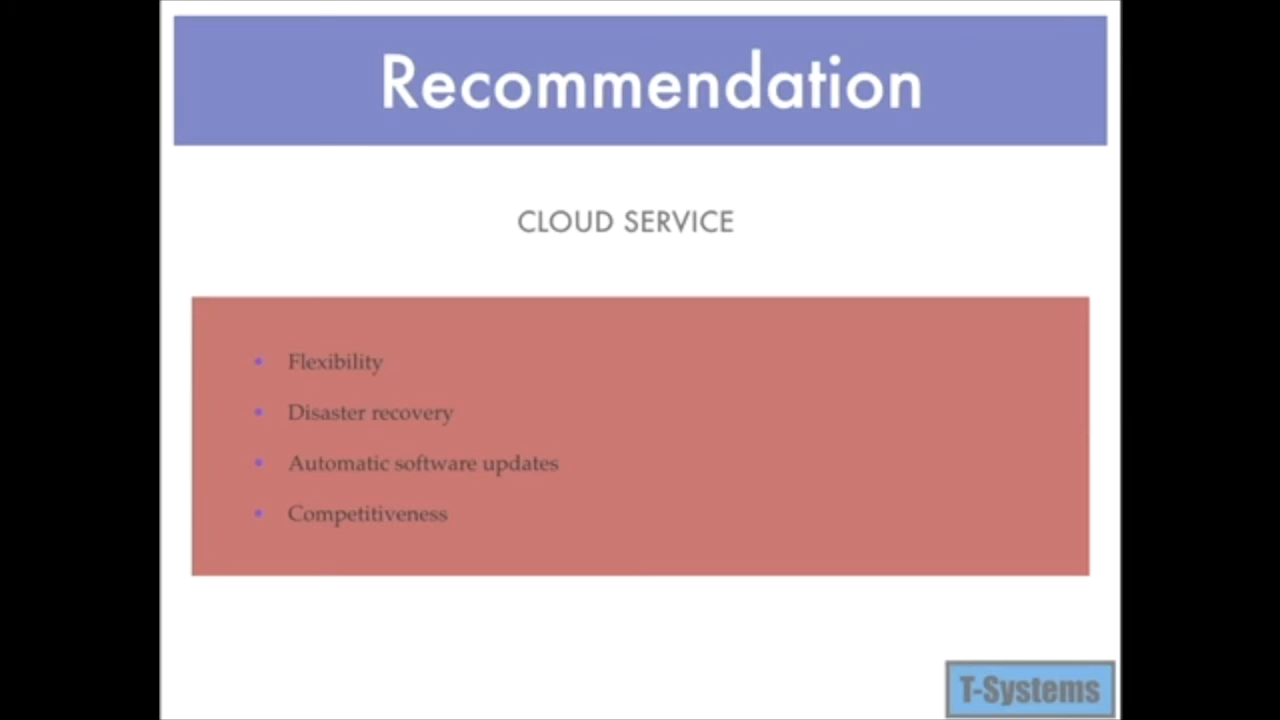 Recommendation
CLOUD SERVICE
• Flexibility
• Disaster recovery
• Automatic software updates
• Competitiveness
T-Systems